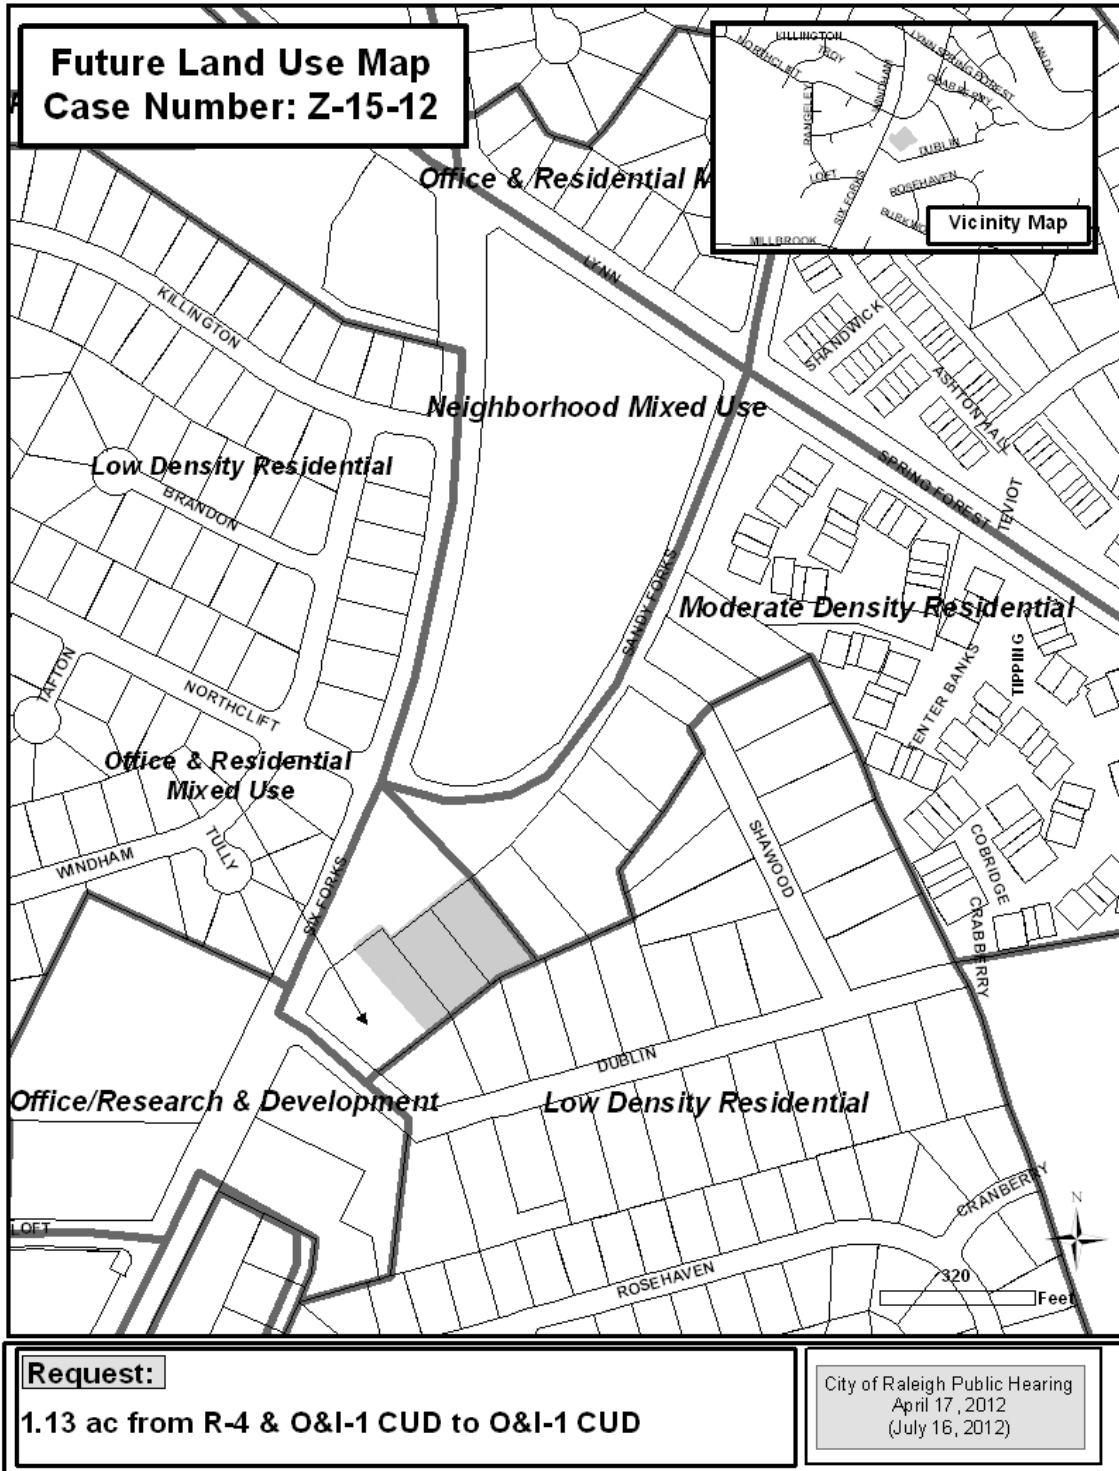 Future Land Use Map
Case Number: Z-15-12
KILLINGTON
NORTHCLIFT
TROY
WINDHAM
LYNN
SPRING FOREST
SHANDA
CRABBERRY
RANGELEY
DUBLIN
LOFT
ROSEHAVEN
SIX FORKS
MILLBROOK
Vicinity Map
Office & Residential M
LYNN
KILLINGTON
SHANDWICK
ASHTON HALL
Neighborhood Mixed Use
Low Density Residential
BRANDON
SPRING FOREST
TEVIOT
SANDY FORKS
Moderate Density Residential
TAFTON
NORTHCLIFT
TENTER BANKS
TIPPING
Office & Residential
Mixed Use
TULLY
WINDHAM
SHAWOOD
COBRIDGE
SIX FORKS
CRABBERRY
DUBLIN
Office/Research & Development
Low Density Residential
CRANBERRY
N
LOFT
ROSEHAVEN
320
Feet
Request:
1.13 ac from R-4 & O&I-1 CUD to O&I-1 CUD
City of Raleigh Public Hearing
April 17, 2012
(July 16, 2012)